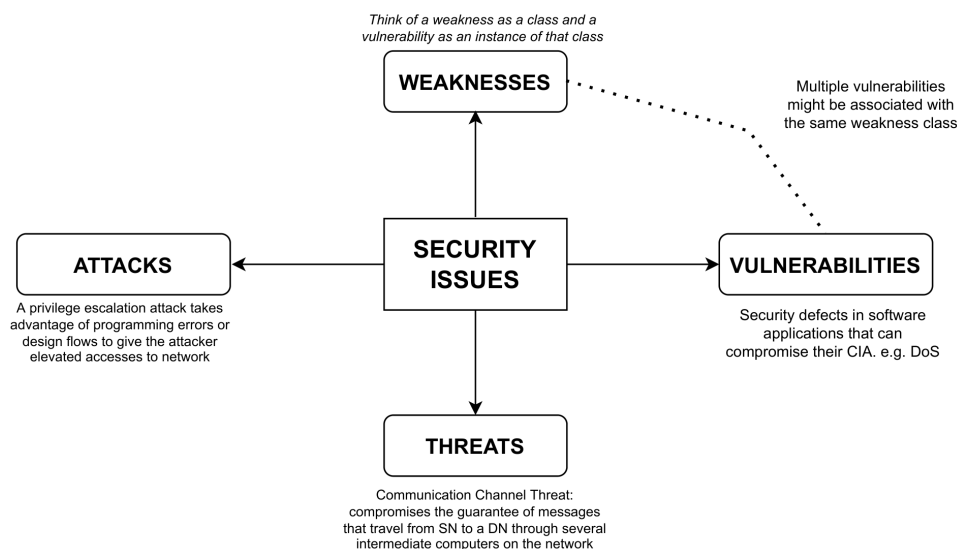 Think of a weakness as a class and a
vulnerability as an instance of that class
WEAKNESSES
Multiple vulnerabilities
might be associated with
the same weakness class
SECURITY
ISSUES
ATTACKS
A privilege escalation attack takes
advantage of programming errors or
design flows to give the attacker
elevated accesses to network
VULNERABILITIES
Security defects in software
applications that can
compromise their CIA. e.g. DoS
THREATS
Communication Channel Threat:
compromises the guarantee of messages
that travel from SN to a DN through several
intermediate computers on the network